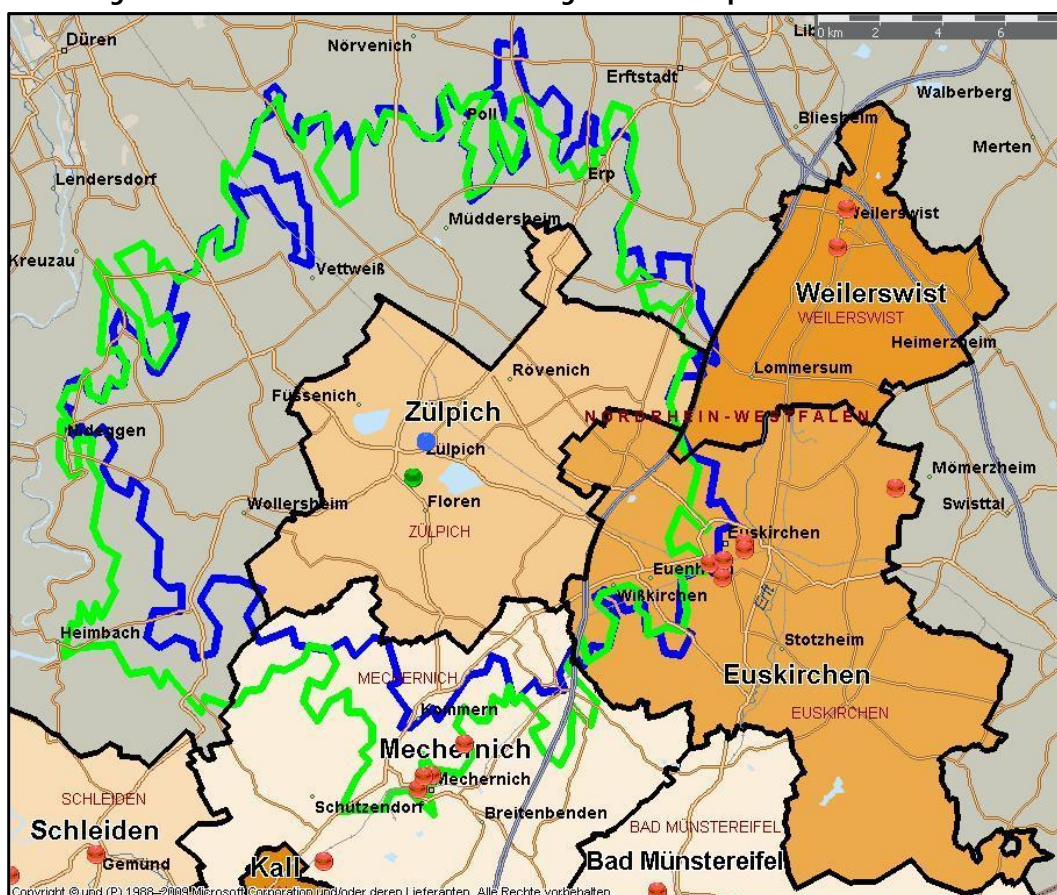 Düren
Nörvenich
Erftstadt
0 km 2 4 6
Walberberg
Bliesheim
Merten
Poll
Erp
Lendersdorf
Müddersheim
Weilerswist
Kreuzau
Vettweiß
Weilerswist
WEILERSWIST
Heimerzheim
Lommersum
Rövenich
Füssenich
Zülpich
NORDRHEIN-WESTFALEN
Nideggen
Zülpich
Mömerzheim
Wollersheim
Floren
Swisttal
ZÜLPICH
Euskirchen
Euenheim
Wißkirchen
Erft
Heimbach
Stotzheim
MECHERNICH
Euskirchen
Kommern
EUSKIRCHEN
Mechernich
Mechernich
SCHLEIDEN
Schützendorf
Breitenbenden
Schleiden
BAD MÜNSTEREIFEL
Gemünd
Kall
Bad Münstereifel
Copyright © und (P) 1988–2009 Microsoft Corporation und/oder deren Lieferanten. Alle Rechte vorbehalten.